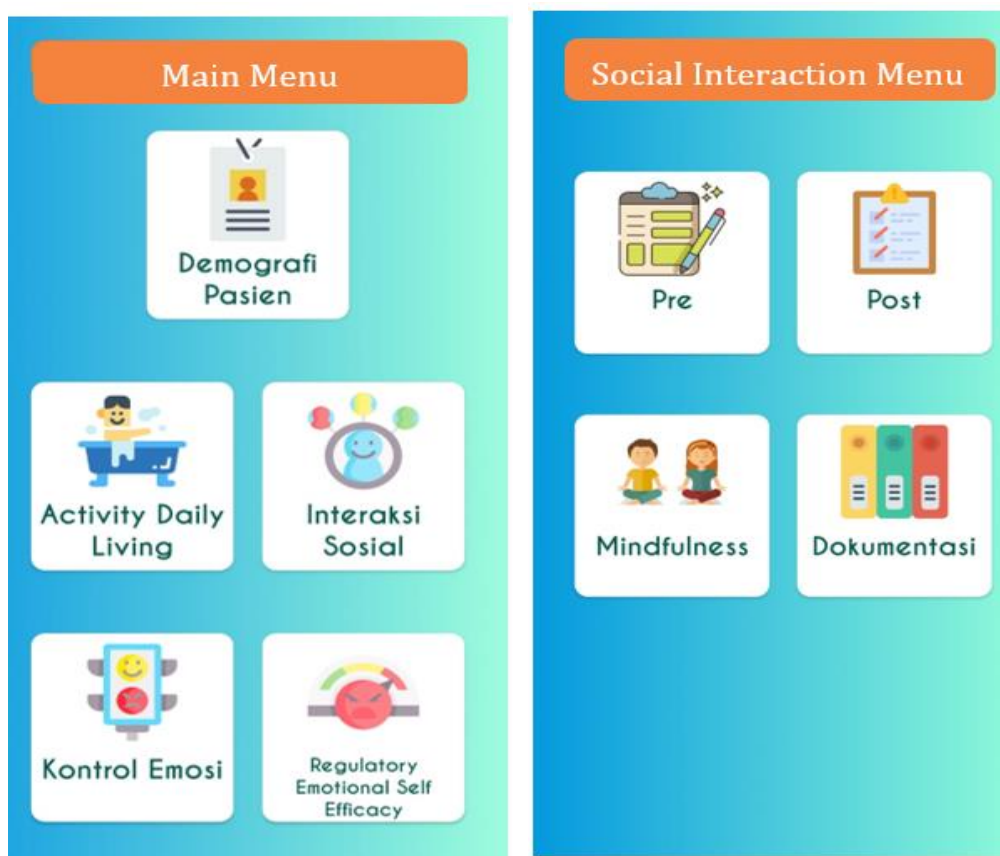 Main Menu
Demografi
Pasien
Activity Daily
Living
Interaksi
Sosial
Kontrol Emosi
Regulatory
Emotional Self
Efficacy
Social Interaction Menu
Pre
Post
Mindfulness
Dokumentasi